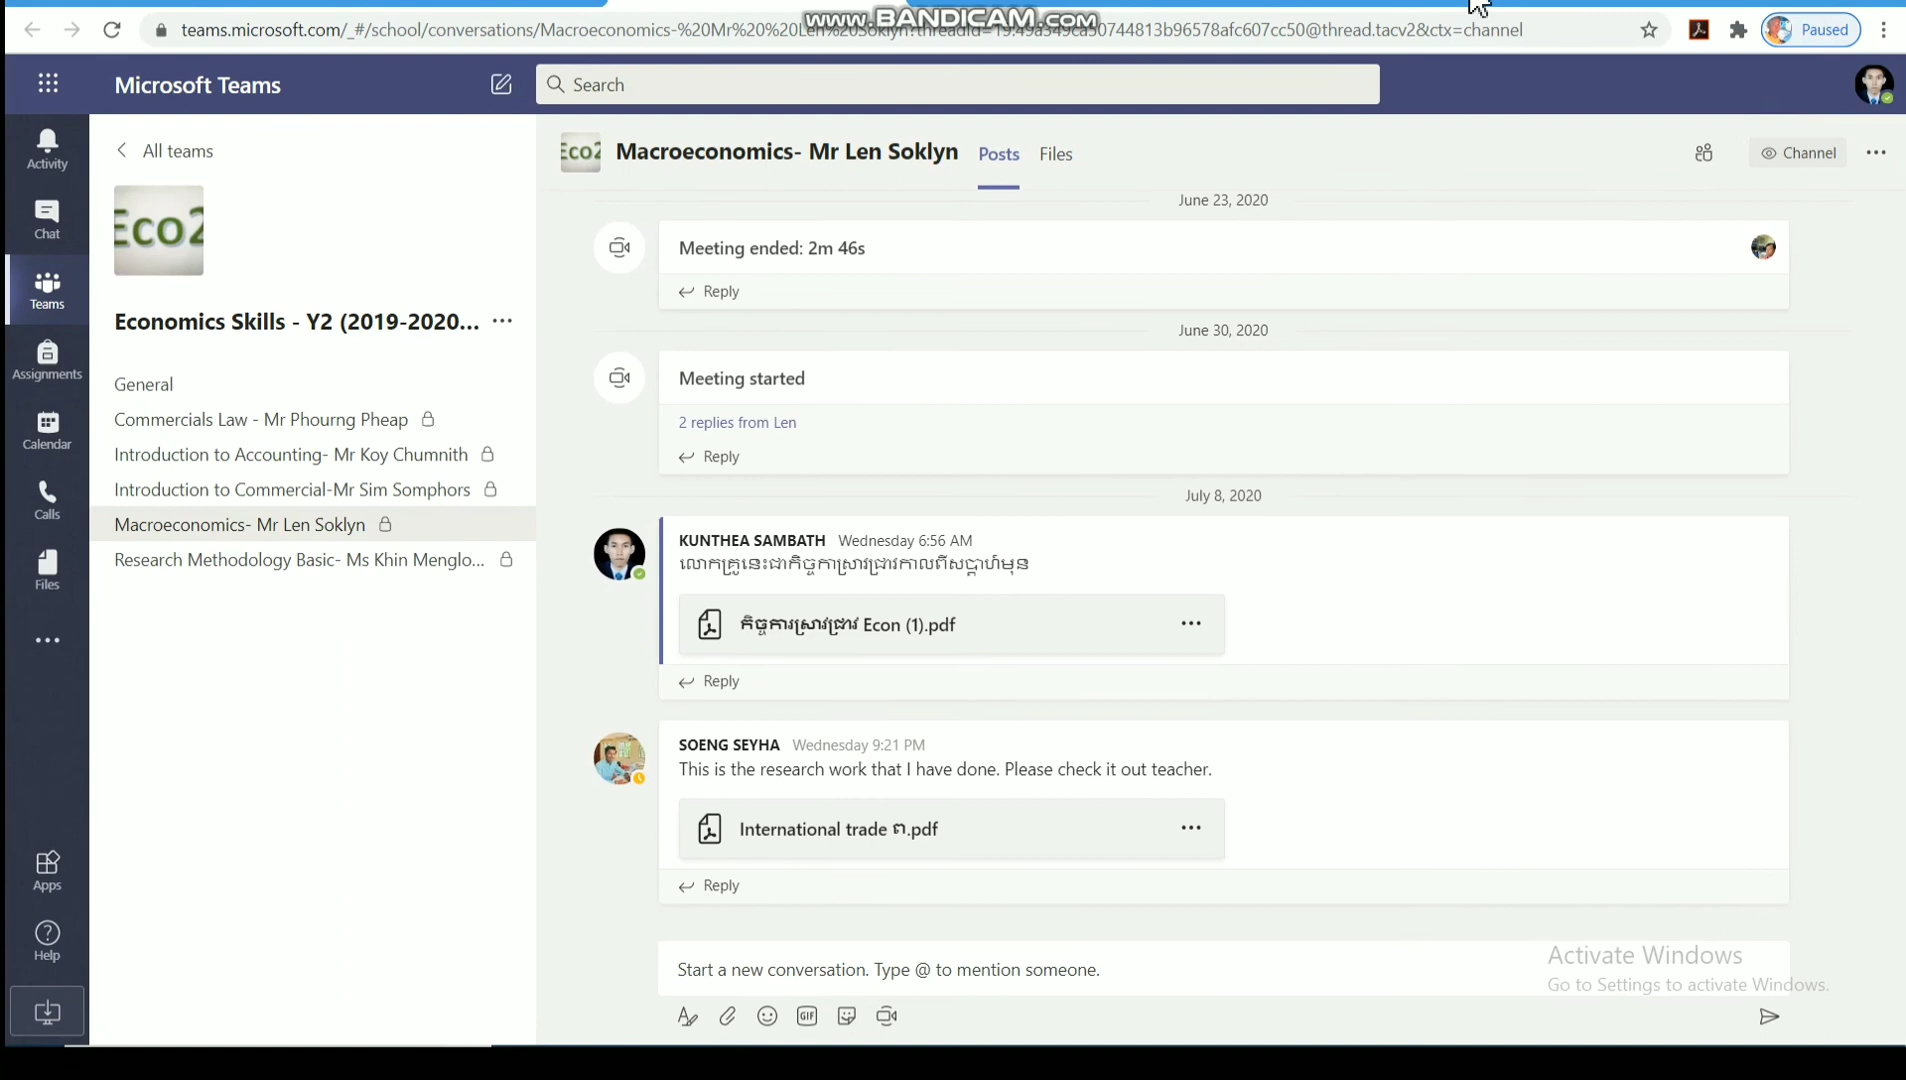 www.BANDICAM.com
teams.microsoft.com/_#/school/conversations/Macroeconomics-%20Mr%20%20Len%20Soklyn?threadId=19:49a349ca50744813b96578afc607cc50@thread.tacv2&ctx=channel
Paused
Microsoft Teams
Search
Activity
Chat
Teams
Assignments
Calendar
Calls
Files
Apps
Help
All teams
Eco2
Economics Skills - Y2 (2019-2020...
General
Commercials Law - Mr Phourng Pheap
Introduction to Accounting- Mr Koy Chumnith
Introduction to Commercial-Mr Sim Somphors
Macroeconomics- Mr Len Soklyn
Research Methodology Basic- Ms Khin Menglo...
Eco2
Macroeconomics- Mr Len Soklyn Posts Files
Channel
June 23, 2020
Meeting ended: 2m 46s
Reply
June 30, 2020
Meeting started
2 replies from Len
Reply
July 8, 2020
KUNTHEA SAMBATH Wednesday 6:56 AM
លោកគ្រូនេះជាកិច្ចការស្រាវជ្រាវកាលពីសប្តាហ៍មុន
កិច្ចការស្រាវជ្រាវ Econ (1).pdf
Reply
SOENG SEYHA Wednesday 9:21 PM
This is the research work that I have done. Please check it out teacher.
International trade ព.pdf
Reply
Start a new conversation. Type @ to mention someone.
GIF
Activate Windows
Go to Settings to activate Windows.